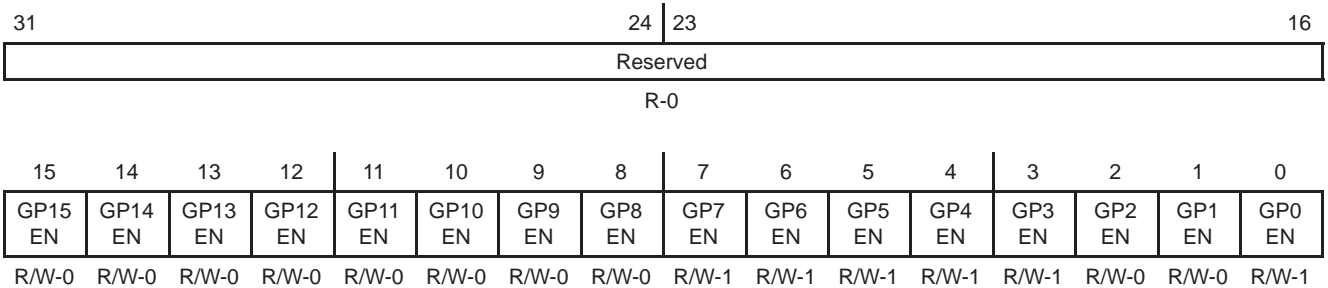 31 24 23 16
Reserved
R-0
15 14 13 12 11 10 9 8 7 6 5 4 3 2 1 0
GP15 GP14 GP13 GP12 GP11 GP10 GP9 GP8 GP7 GP6 GP5 GP4 GP3 GP2 GP1 GP0
EN EN EN EN EN EN EN EN EN EN EN EN EN EN EN EN
R/W-0 R/W-0 R/W-0 R/W-0 R/W-0 R/W-0 R/W-0 R/W-0 R/W-1 R/W-1 R/W-1 R/W-1 R/W-1 R/W-0 R/W-0 R/W-1